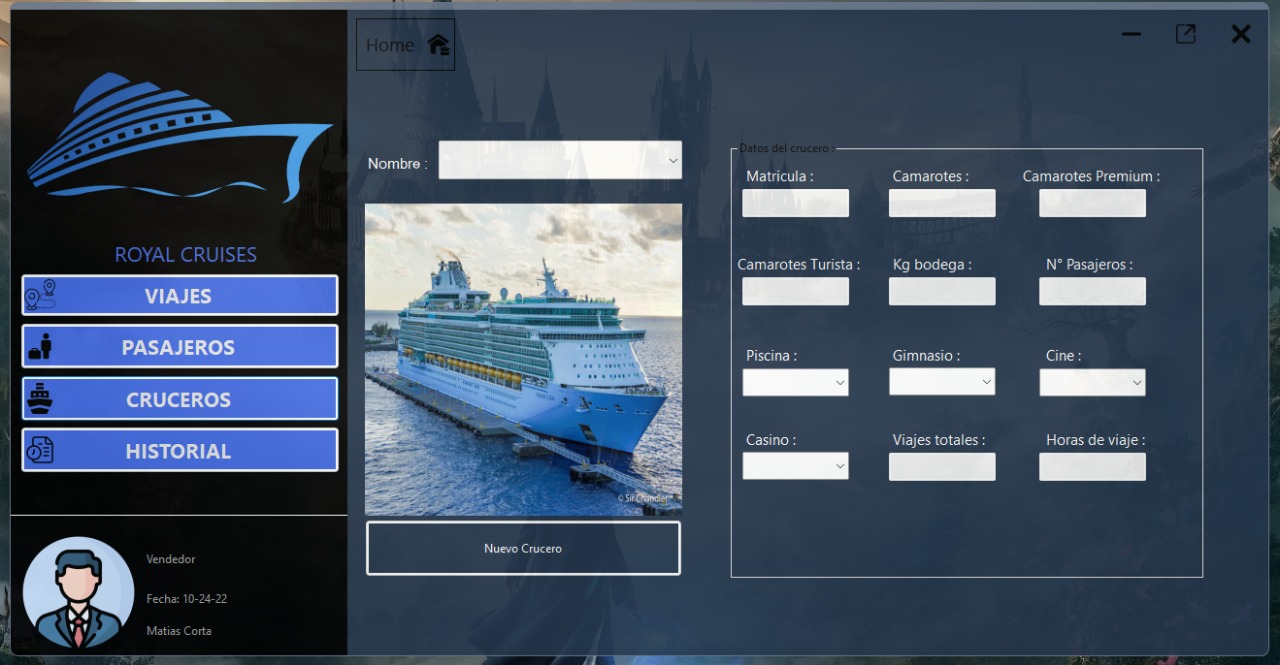 Home
ROYAL CRUISES
VIAJES
PASAJEROS
CRUCEROS
HISTORIAL
Vendedor
Fecha: 10-24-22
Matias Corta
Nombre :
© Sir Chandler
Nuevo Crucero
Datos del crucero :
Matricula : Camarotes : Camarotes Premium :
Camarotes Turista : Kg bodega : N° Pasajeros :
Piscina : Gimnasio : Cine :
Casino : Viajes totales : Horas de viaje :